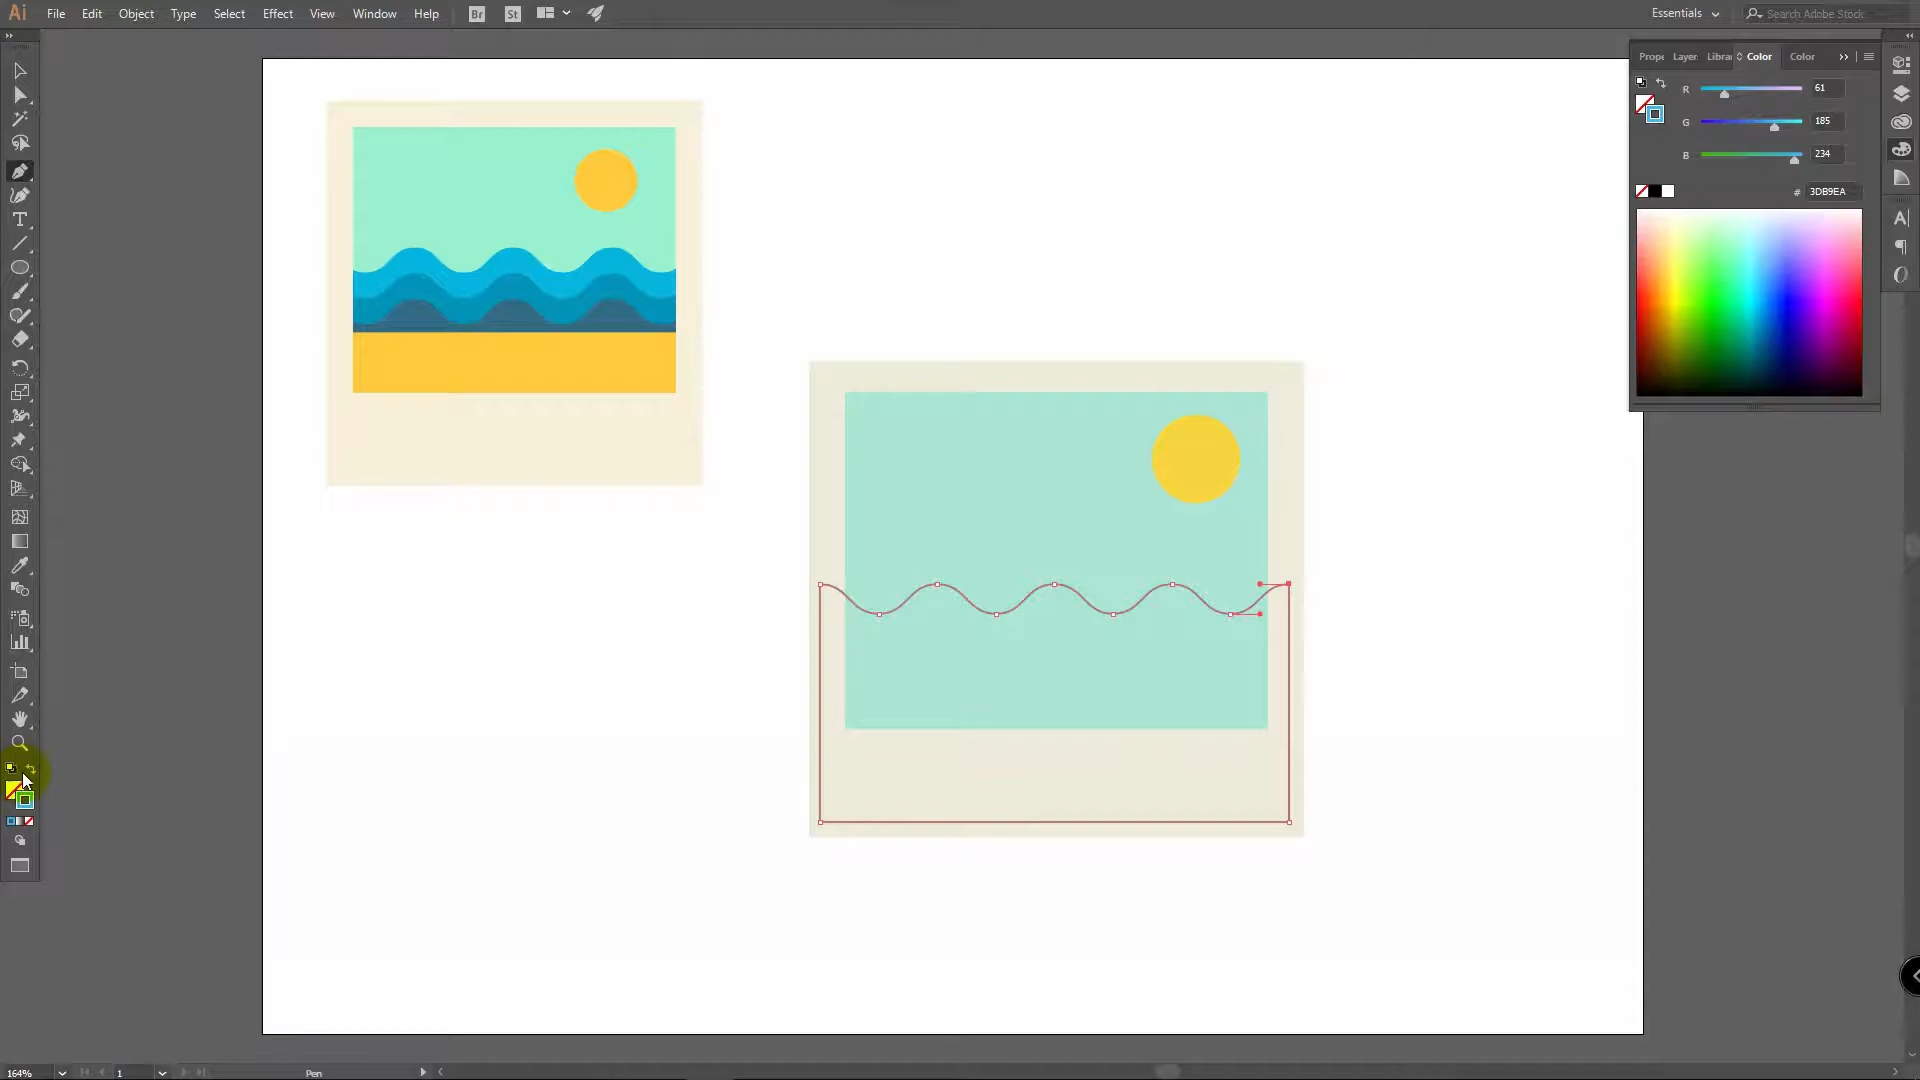 Ai File Edit Object Type Select Effect View Window Help Br St Essentials Search Adobe Stock
Prope Layer Libra Color Color
R 61
G 185
B 234
# 3DB9EA
164% 1 Pen